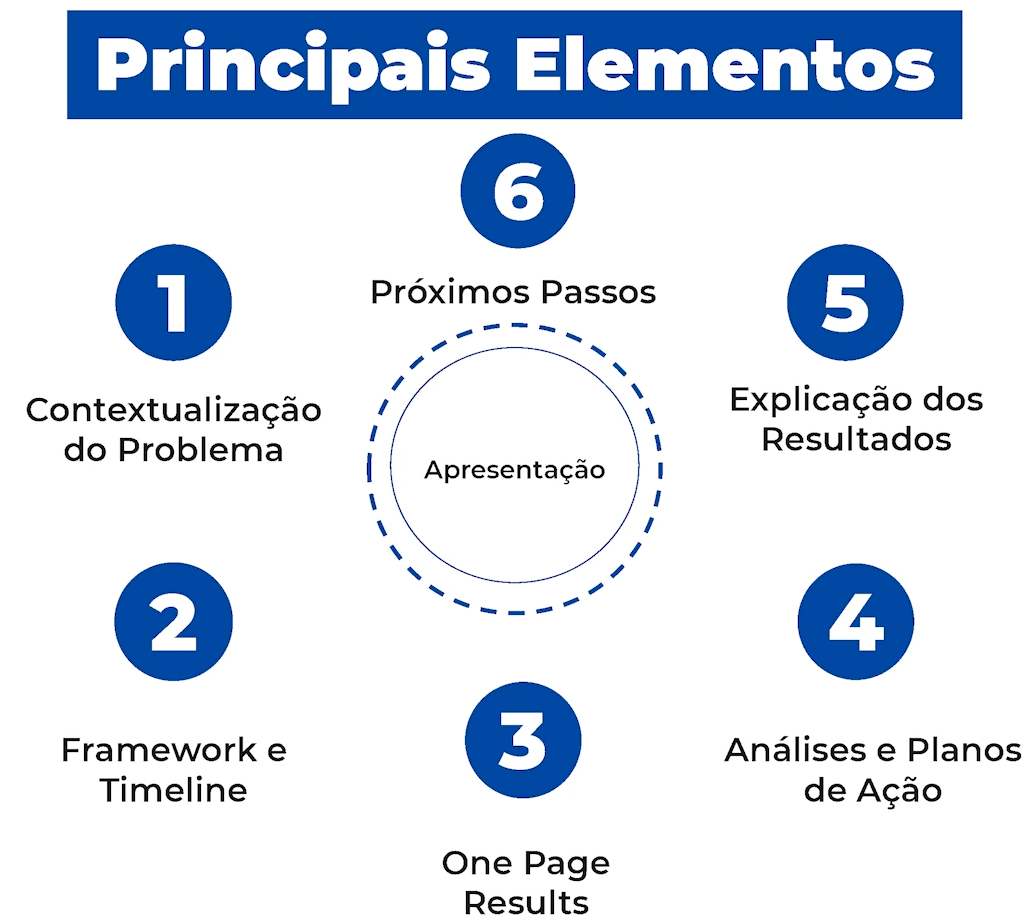 Principais Elementos
6
Próximos Passos
1
Contextualização
do Problema
5
Explicação dos
Resultados
Apresentação
2
Framework e
Timeline
3
One Page
Results
4
Análises e Planos
de Ação